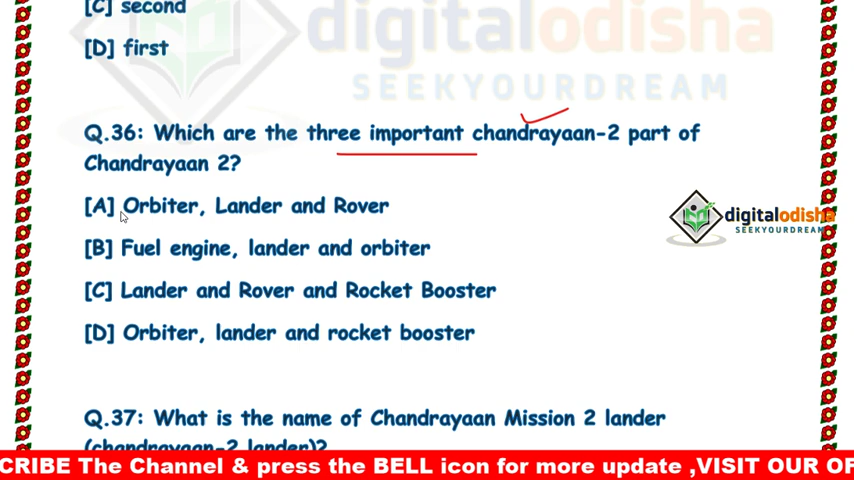 [C] second
[D] first
digitalodisha
SEEKYOURDREAM
Q.36: Which are the three important chandrayaan-2 part of
Chandrayaan 2?
[A] Orbiter, Lander and Rover
[B] Fuel engine, lander and orbiter
[C] Lander and Rover and Rocket Booster
[D] Orbiter, lander and rocket booster
digitalodisha
SEEKYOURDREAM
Q.37: What is the name of Chandrayaan Mission 2 lander
(chandrayaan-2 lander)?
CRIBE The Channel & press the BELL icon for more update ,VISIT OUR OF